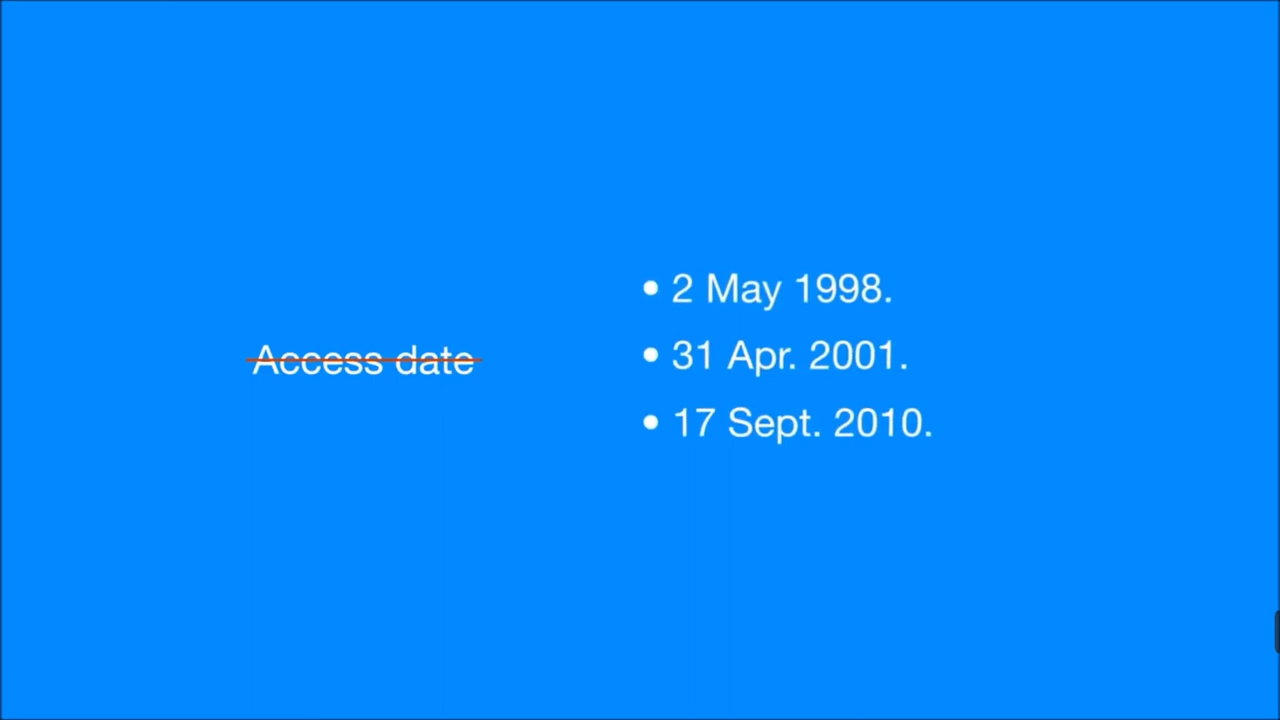 Access date
2 May 1998.
31 Apr. 2001.
17 Sept. 2010.